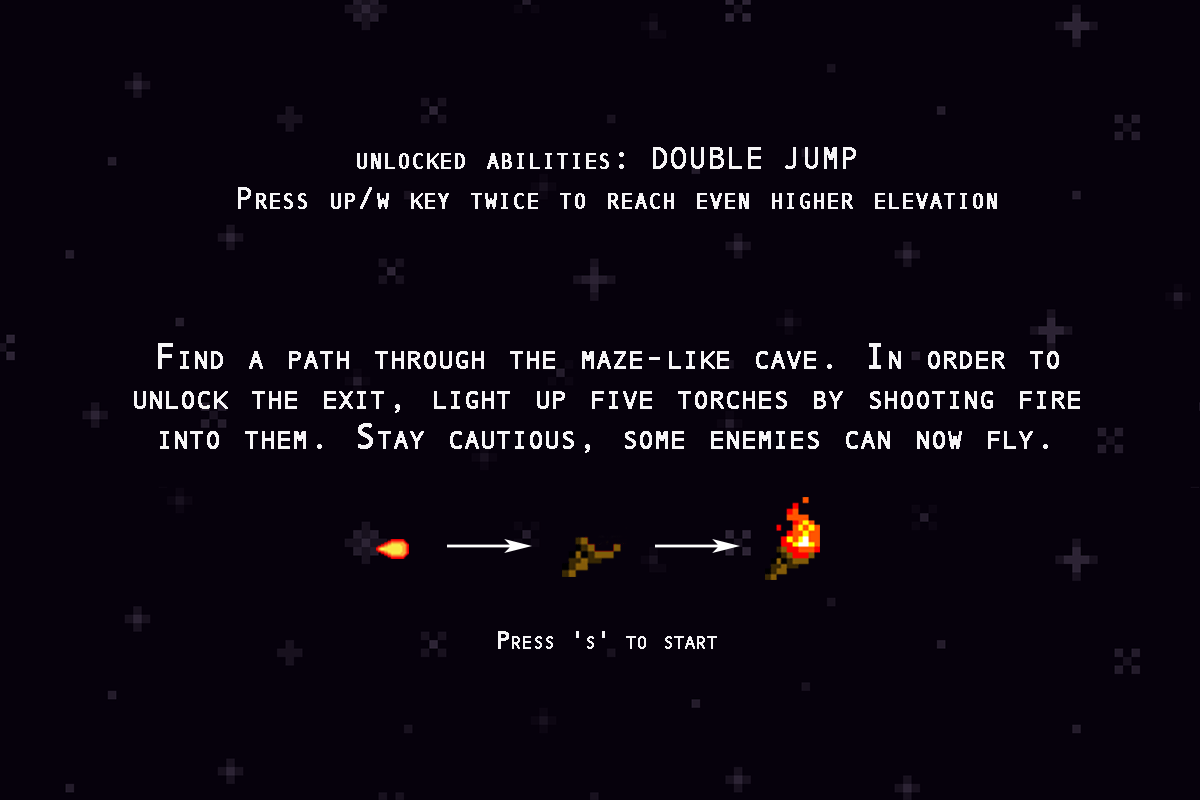 unlocked abilities: DOUBLE JUMP
Press up/w key twice to reach even higher elevation
Find a path through the maze-like cave. In order to
unlock the exit, light up five torches by shooting fire
into them. Stay cautious, some enemies can now fly.
Press 's' to start